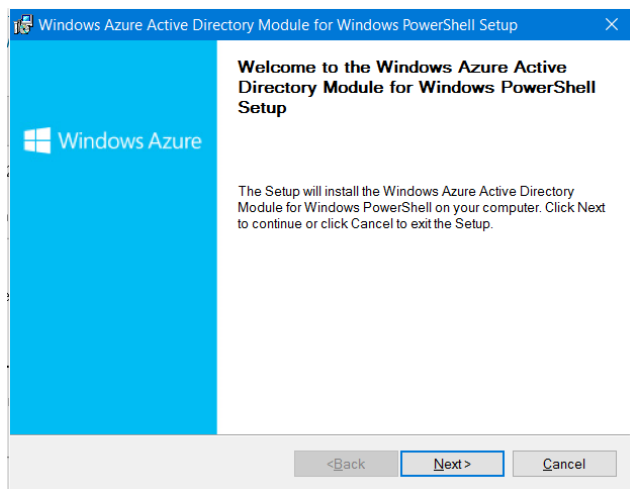 Windows Azure Active Directory Module for Windows PowerShell Setup
Welcome to the Windows Azure Active
Directory Module for Windows PowerShell
Setup
Windows Azure
The Setup will install the Windows Azure Active Directory
Module for Windows PowerShell on your computer. Click Next
to continue or click Cancel to exit the Setup.
<Back
Next>
Cancel